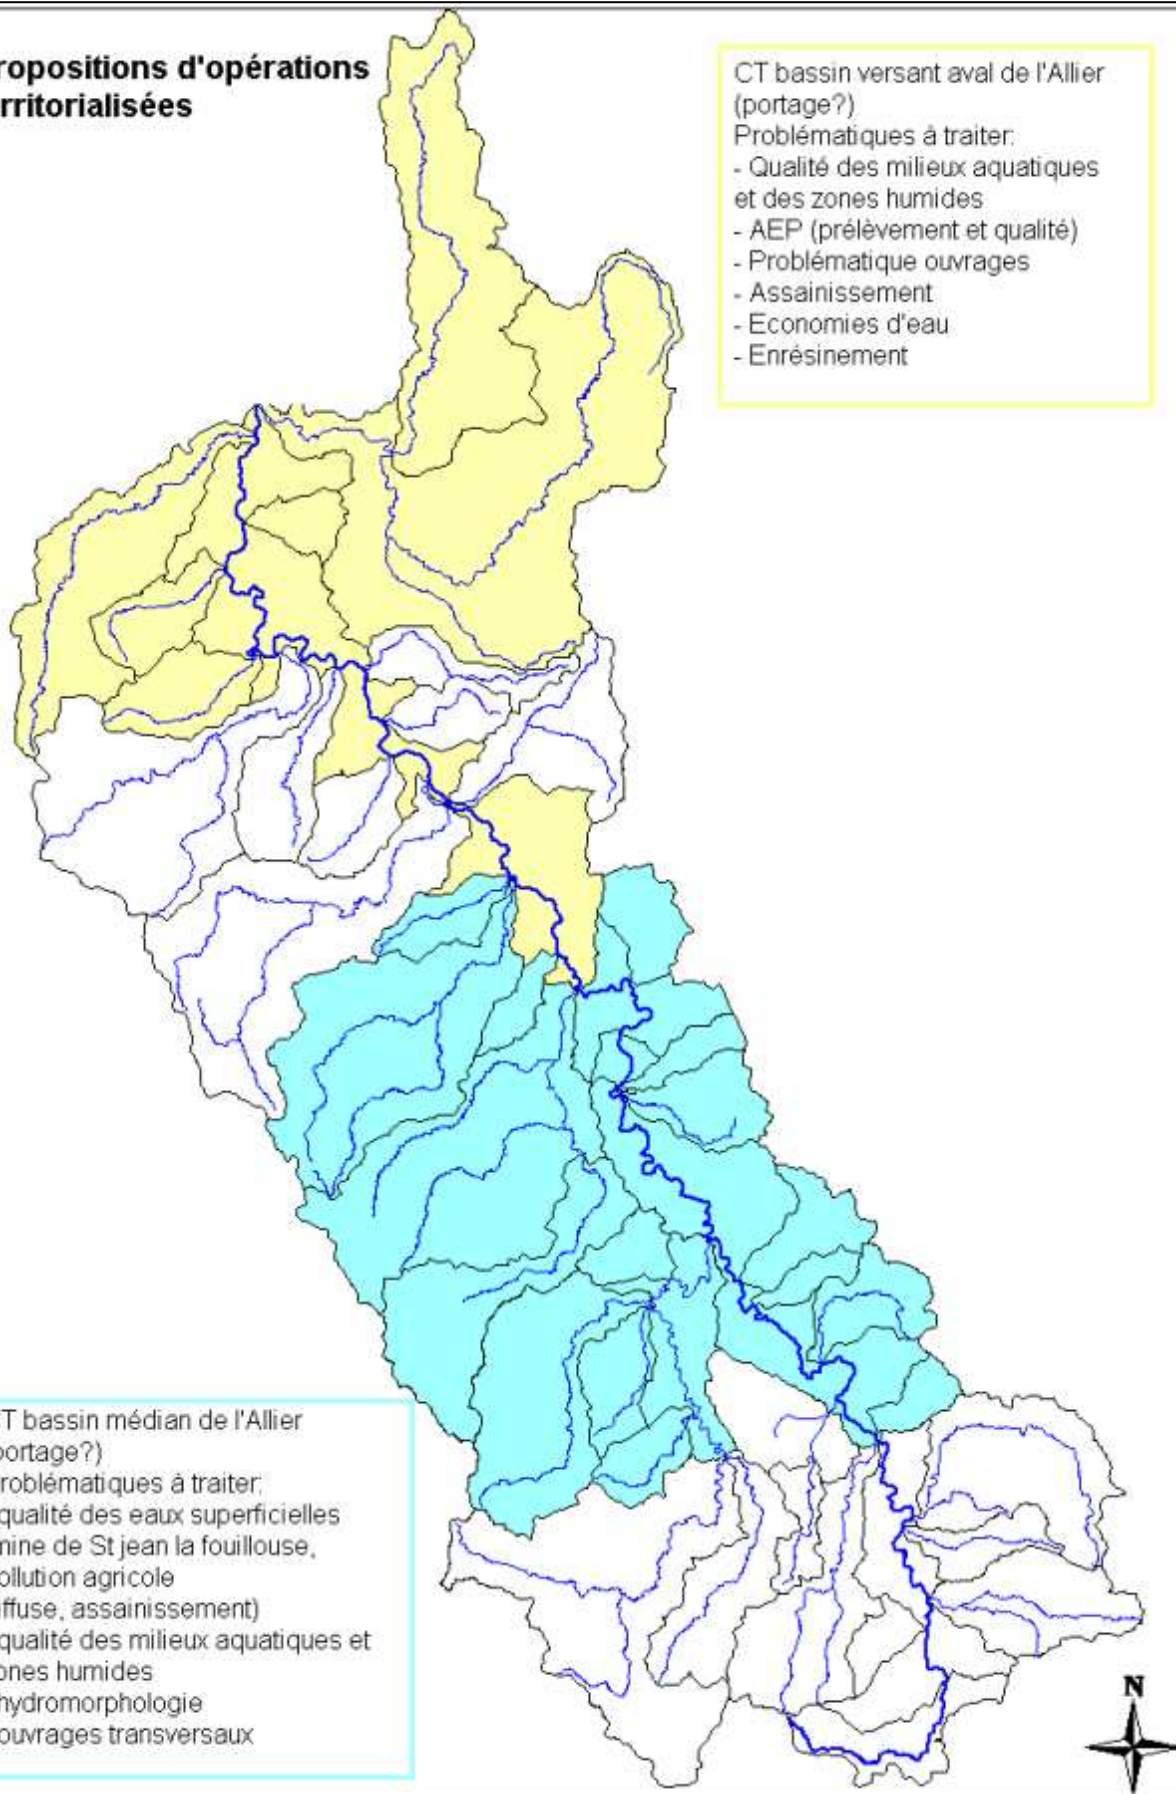 ropositions d'opérations
rritorialisées
CT bassin versant aval de l'Allier
(portage?)
Problématiques à traiter:
- Qualité des milieux aquatiques
et des zones humides
- AEP (prélèvement et qualité)
- Problématique ouvrages
- Assainissement
- Economies d'eau
- Enrésinement
T bassin médian de l'Allier
portage?)
roblématiques à traiter:
qualité des eaux superficielles
mine de St jean la fouillouse,
ollution agricole
iffuse, assainissement)
qualité des milieux aquatiques et
ones humides
hydromorphologie
ouvrages transversaux
N